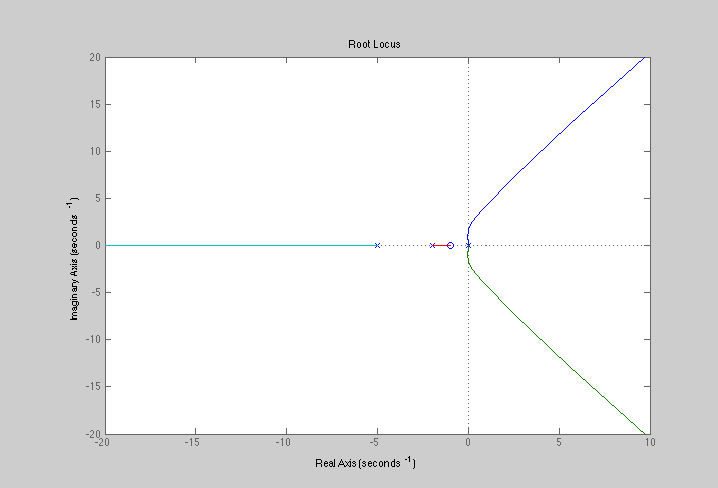 Root Locus
20
15
10
5
0
-5
-10
-15
-20
Imaginary Axis (seconds⁻¹)
-20 -15 -10 -5 0 5 10
Real Axis (seconds⁻¹)